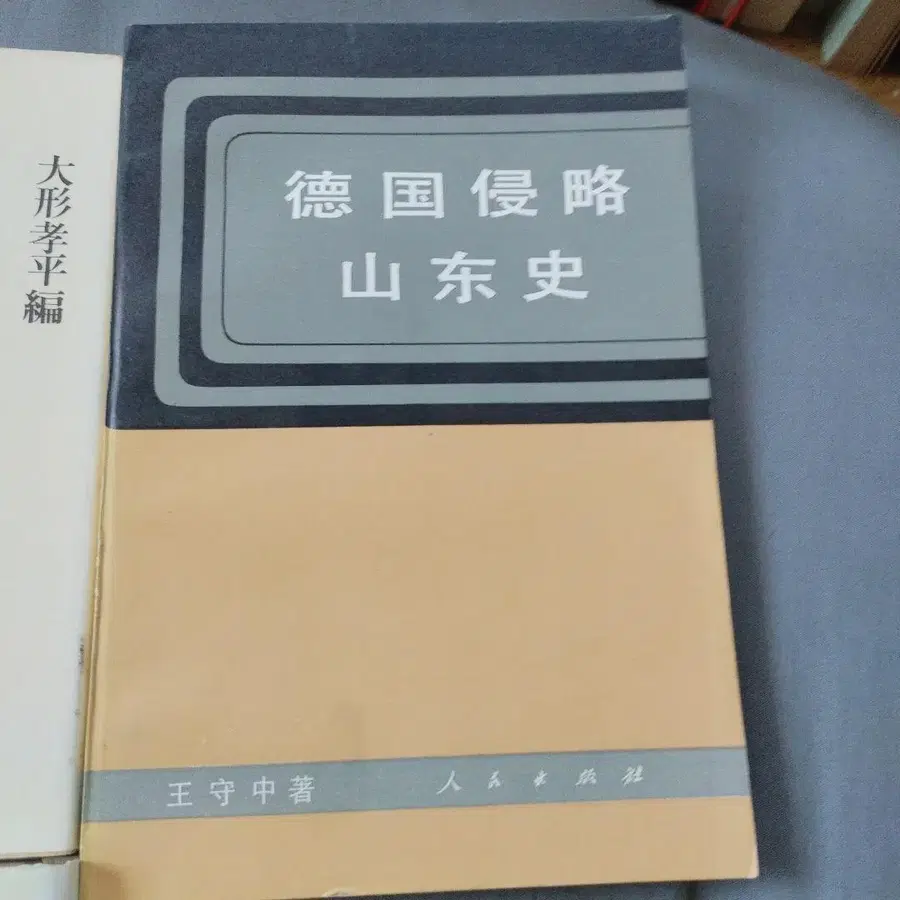 德国侵略
山东史
王守中著
人民出版社
大形孝平編